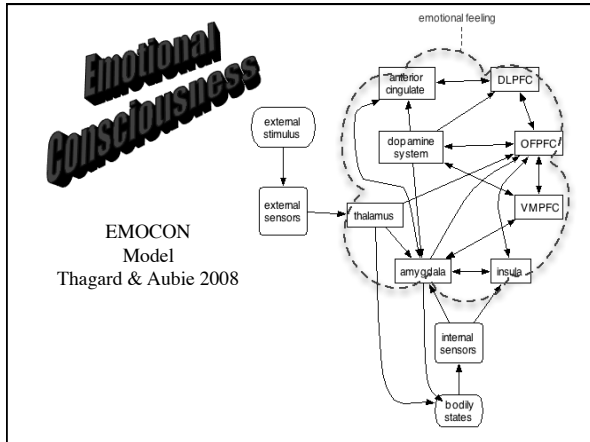 Emotional
Consciousness
EMOCON
Model
Thagard & Aubie 2008
emotional feeling
anterior
cingulate
DLPFC
external
stimulus
dopamine
system
OFPFC
external
sensors
thalamus
VMPFC
amygdala
insula
internal
sensors
bodily
states